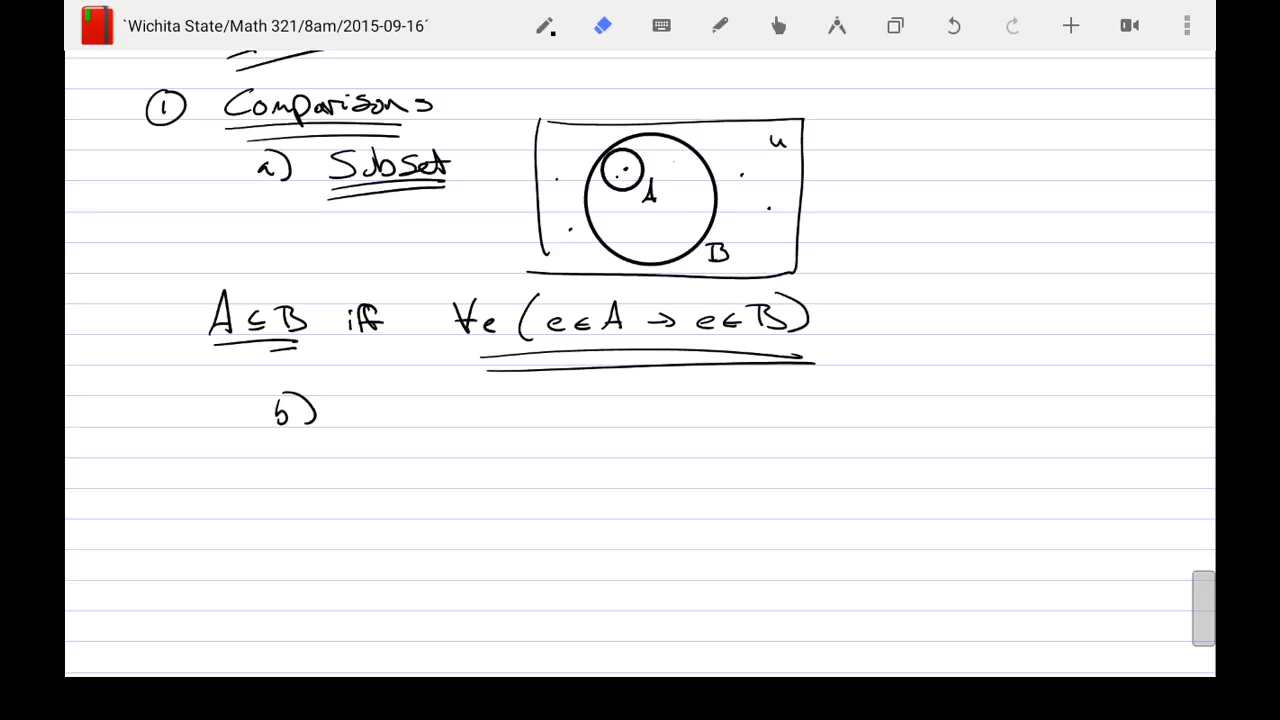 `Wichita State/Math 321/8am/2015-09-16´
① Comparisons
a) Subset
U
A
B
A ⊆ B iff ∀e (e ∈ A → e ∈ B)
b)